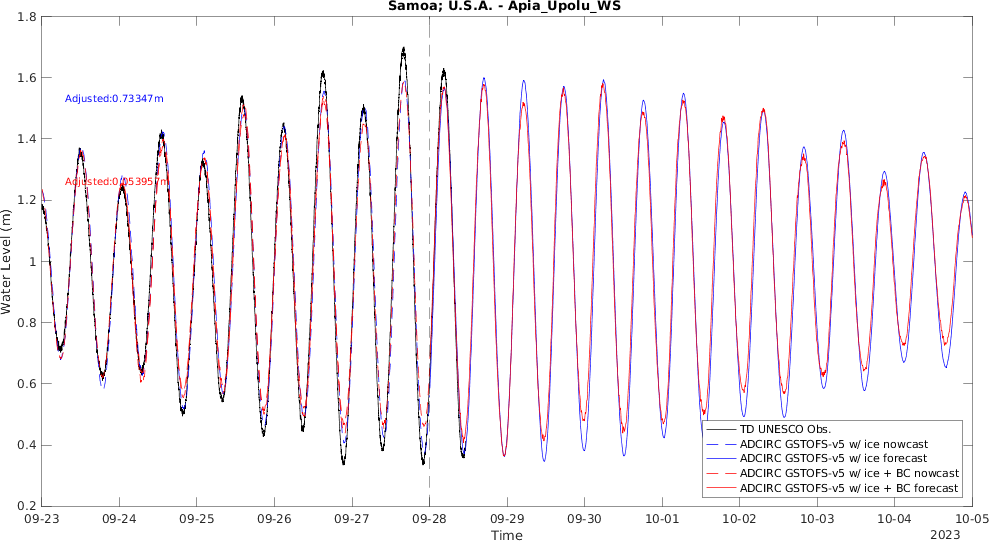 Samoa; U.S.A. - Apia_Upolu_WS
1.8
1.6
1.4
1.2
1
0.8
0.6
0.4
0.2
Water Level (m)
Adjusted:0.73347m
Adjusted:0.053957m
TD UNESCO Obs.
ADCIRC GSTOFS-v5 w/ ice nowcast
ADCIRC GSTOFS-v5 w/ ice forecast
ADCIRC GSTOFS-v5 w/ ice + BC nowcast
ADCIRC GSTOFS-v5 w/ ice + BC forecast
09-23 09-24 09-25 09-26 09-27 09-28 09-29 09-30 10-01 10-02 10-03 10-04 10-05
Time
2023